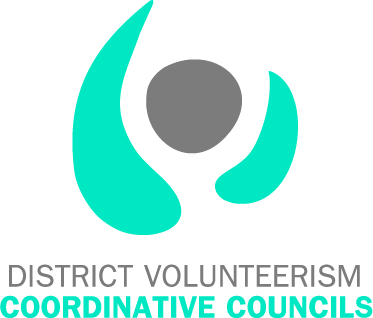 DISTRICT VOLUNTEERISM
COORDINATIVE COUNCILS